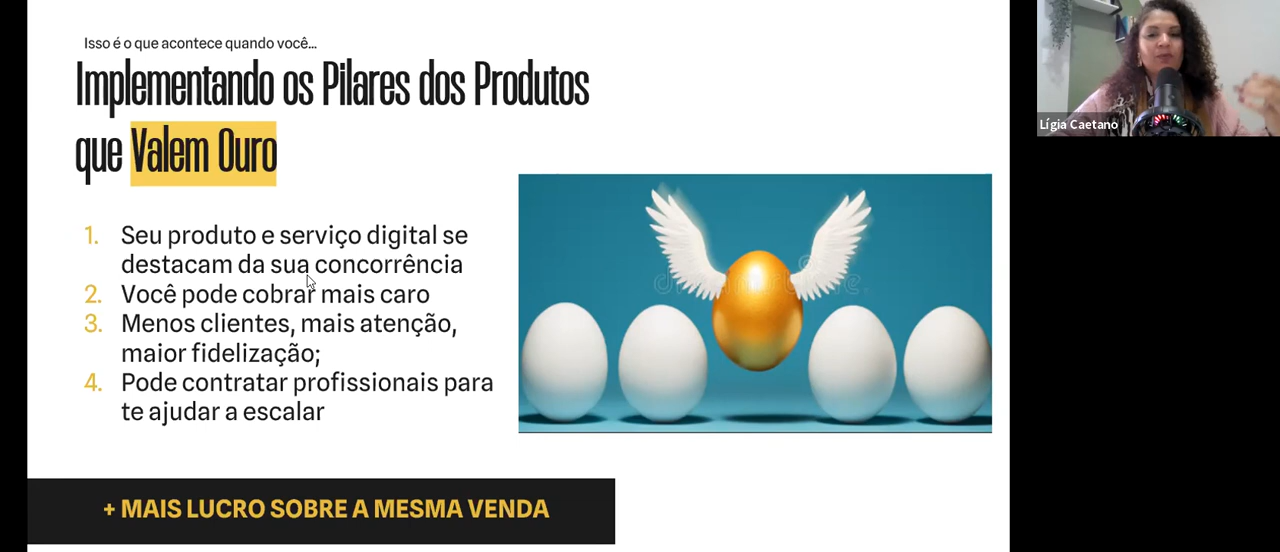 Isso é o que acontece quando você...
Implementando os Pilares dos Produtos
que Valem Ouro
1. Seu produto e serviço digital se
destacam da sua concorrência
2. Você pode cobrar mais caro
3. Menos clientes, mais atenção,
maior fidelização;
4. Pode contratar profissionais para
te ajudar a escalar
+ MAIS LUCRO SOBRE A MESMA VENDA
Lígia Caetano